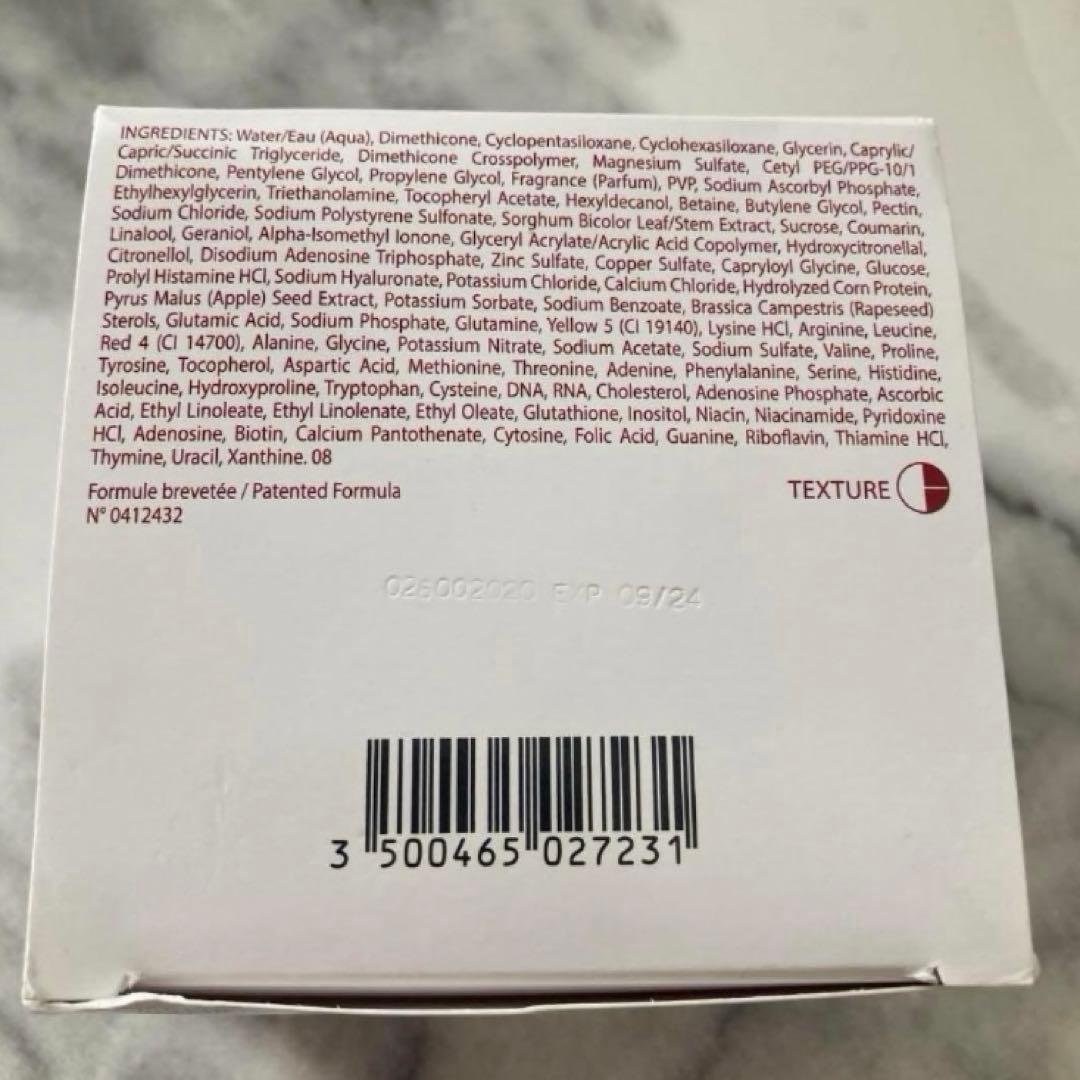 INGREDIENTS: Water/Eau (Aqua), Dimethicone, Cyclopentasiloxane, Cyclohexasiloxane, Glycerin, Caprylic/
Capric/Succinic Triglyceride, Dimethicone Crosspolymer, Magnesium Sulfate, Cetyl PEG/PPG-10/1
Dimethicone, Pentylene Glycol, Propylene Glycol, Fragrance (Parfum), PVP, Sodium Ascorbyl Phosphate,
Ethylhexylglycerin, Triethanolamine, Tocopheryl Acetate, Hexyldecanol, Betaine, Butylene Glycol, Pectin,
Sodium Chloride, Sodium Polystyrene Sulfonate, Sorghum Bicolor Leaf/Stem Extract, Sucrose, Coumarin,
Linalool, Geraniol, Alpha-Isomethyl Ionone, Glyceryl Acrylate/Acrylic Acid Copolymer, Hydroxycitronellal,
Citronellol, Disodium Adenosine Triphosphate, Zinc Sulfate, Copper Sulfate, Capryloyl Glycine, Glucose,
Prolyl Histamine HCl, Sodium Hyaluronate, Potassium Chloride, Calcium Chloride, Hydrolyzed Corn Protein,
Pyrus Malus (Apple) Seed Extract, Potassium Sorbate, Sodium Benzoate, Brassica Campestris (Rapeseed)
Sterols, Glutamic Acid, Sodium Phosphate, Glutamine, Yellow 5 (CI 19140), Lysine HCl, Arginine, Leucine,
Red 4 (CI 14700), Alanine, Glycine, Potassium Nitrate, Sodium Acetate, Sodium Sulfate, Valine, Proline,
Tyrosine, Tocopherol, Aspartic Acid, Methionine, Threonine, Adenine, Phenylalanine, Serine, Histidine,
Isoleucine, Hydroxyproline, Tryptophan, Cysteine, DNA, RNA, Cholesterol, Adenosine Phosphate, Ascorbic
Acid, Ethyl Linoleate, Ethyl Linolenate, Ethyl Oleate, Glutathione, Inositol, Niacin, Niacinamide, Pyridoxine
HCl, Adenosine, Biotin, Calcium Pantothenate, Cytosine, Folic Acid, Guanine, Riboflavin, Thiamine HCl,
Thymine, Uracil, Xanthine. 08
Formule brevetée / Patented Formula
N° 0412432
TEXTURE
026002020 EXP 09/24
3 500465 027231